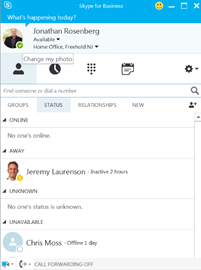 Skype for Business
What's happening today?
Jonathan Rosenberg
Available
Home Office, Freehold NJ
Change my photo
Find someone or dial a number
GROUPS STATUS RELATIONSHIPS NEW
ONLINE
No one's online.
AWAY
Jeremy Laurenson - Inactive 2 hours
UNKNOWN
No one's status is unknown.
UNAVAILABLE
Chris Moss - Offline 1 day
CALL FORWARDING OFF